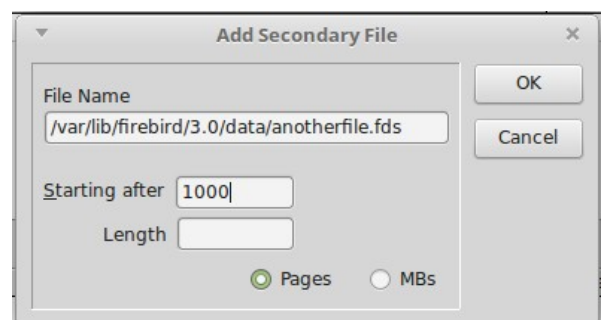 Add Secondary File
File Name
/var/lib/firebird/3.0/data/anotherfile.fds
OK
Cancel
Starting after 1000
Length
Pages MBs